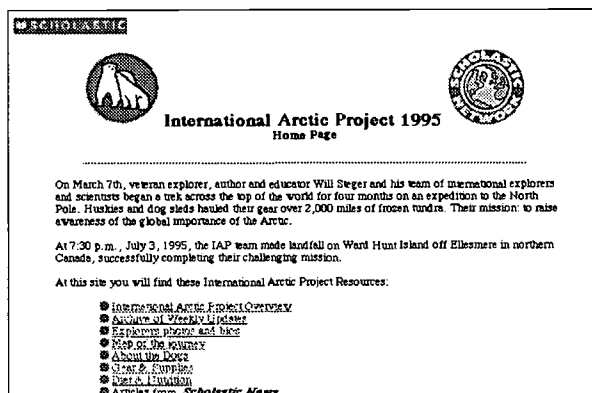 SCHOLASTIC
SCHOLASTIC
NETWORK
International Arctic Project 1995
Home Page
On March 7th, veteran explorer, author and educator Will Steger and his team of international explorers
and scientists began a trek across the top of the world for four months on an expedition to the North
Pole. Huskies and dog sleds hauled their gear over 2,000 miles of frozen tundra. Their mission: to raise
awareness of the global importance of the Arctic.
At 7:30 p.m., July 3, 1995, the IAP team made landfall on Ward Hunt Island off Ellesmere in northern
Canada, successfully completing their challenging mission.
At this site you will find these International Arctic Project Resources:
International Arctic Project Overview
Archive of Weekly Updates
Explorers photos and bios
Map of the journey
About the Dogs
Gear & Supplies
Diet & Nutrition
Articles from Scholastic News